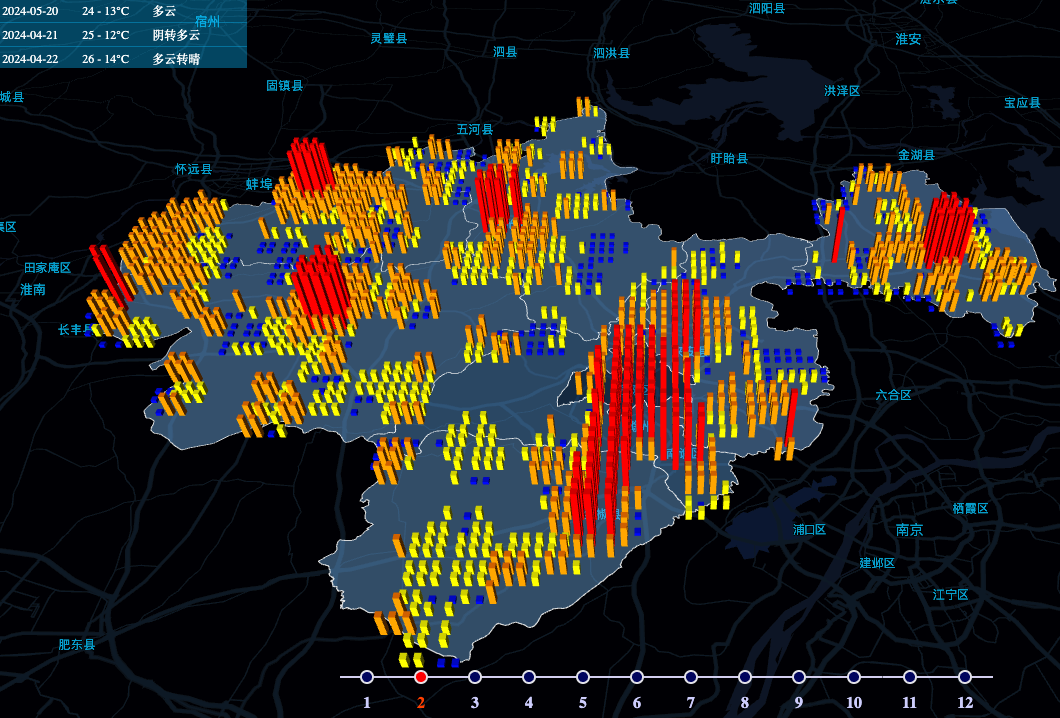 2024-05-20 24 - 13°C 多云
2024-04-21 25 - 12°C 阴转多云
2024-04-22 26 - 14°C 多云转晴
宿州
泗阳县
涟水县
灵璧县
泗县
泗洪县
淮安
固镇县
洪泽区
城县
宝应县
五河县
怀远县
盱眙县
金湖县
蚌埠
田家庵区
淮南
长丰县
六合区
栖霞区
浦口区
南京
建邺区
江宁区
肥东县
1 2 3 4 5 6 7 8 9 10 11 12